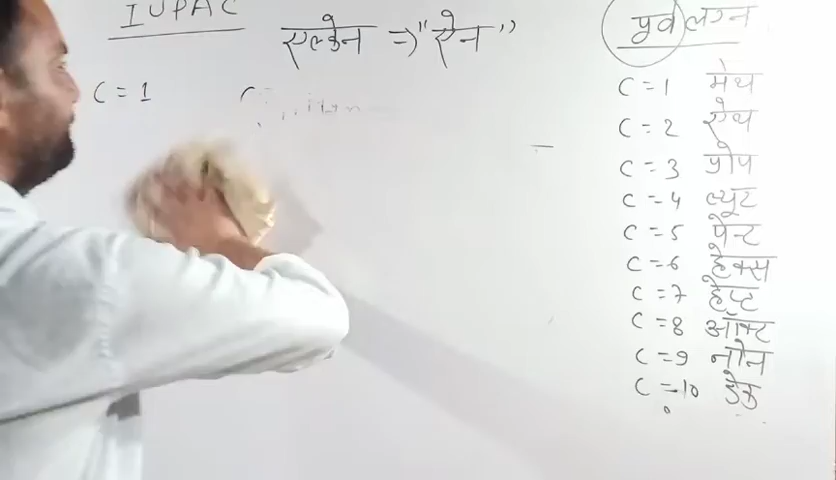 IUPAC
एल्केन ⇒ "ऐन"
पूर्वलग्न
C = 1
C = 1 मेथ
C = 2 ऐथ
C = 3 प्रोप
C = 4 ब्यूट
C = 5 पेन्ट
C = 6 हेक्स
C = 7 हेप्ट
C = 8 ऑक्ट
C = 9 नोन
C = 10 डेक